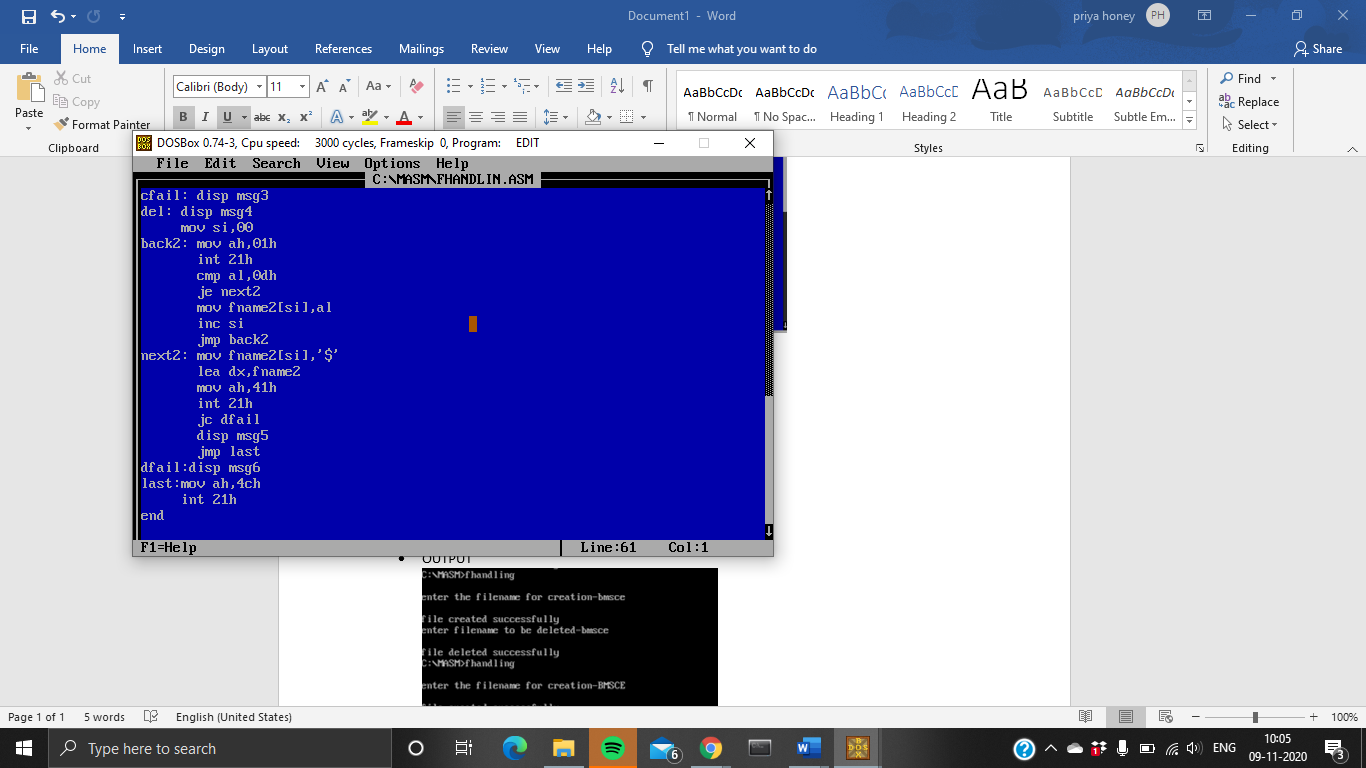 Document1 - Word
priya honey
PH
File Home Insert Design Layout References Mailings Review View Help Tell me what you want to do
Share
Cut
Copy
Paste
Format Painter
Clipboard
Calibri (Body) 11
Aa
B I U abc x₂ x²
AaBbCcDc AaBbCcDc AaBbCc AaBbCcD AaB AaBbCcD AaBbCcDc
¶ Normal ¶ No Spac... Heading 1 Heading 2 Title Subtitle Subtle Em...
Styles
Find
Replace
Select
Editing
DOSBox 0.74-3, Cpu speed: 3000 cycles, Frameskip 0, Program: EDIT
File Edit Search View Options Help
C:\MASM\FHANDLIN.ASM
cfail: disp msg3
del: disp msg4
mov si,00
back2: mov ah,01h
int 21h
cmp al,0dh
je next2
mov fname2[si],al
inc si
jmp back2
next2: mov fname2[si],'$'
lea dx,fname2
mov ah,41h
int 21h
jc dfail
disp msg5
jmp last
dfail:disp msg6
last:mov ah,4ch
int 21h
end
F1=Help Line:61 Col:1
OUTPUT
C:\MASM>fhandling
enter the filename for creation-bmsce
file created successfully
enter filename to be deleted-bmsce
file deleted successfully
C:\MASM>fhandling
enter the filename for creation-BMSCE
Page 1 of 1 5 words English (United States)
100%
Type here to search
6
ENG
10:05
09-11-2020
3